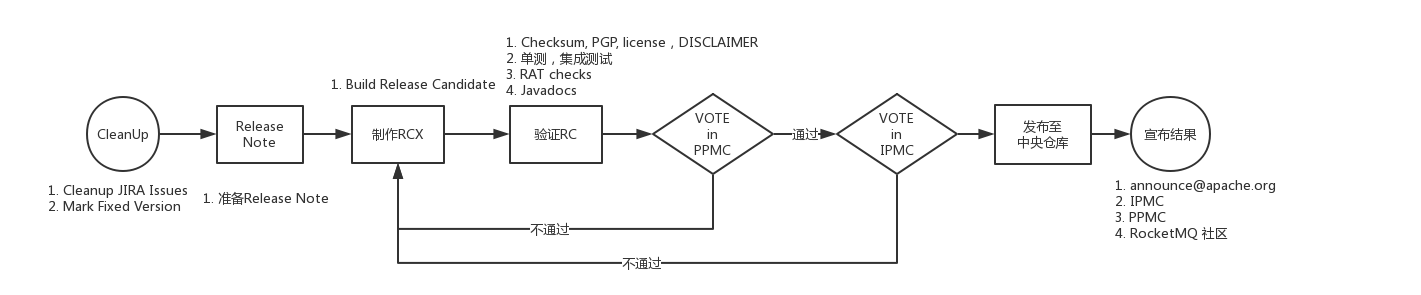 1. Checksum, PGP, license，DISCLAIMER
2. 单测，集成测试
3. RAT checks
4. Javadocs
1. Build Release Candidate
CleanUp
Release
Note
制作RCX
验证RC
VOTE
in
PPMC
通过
VOTE
in
IPMC
发布至
中央仓库
宣布结果
1. Cleanup JIRA Issues
2. Mark Fixed Version
1. 准备Release Note
1. announce@apache.org
2. IPMC
3. PPMC
4. RocketMQ 社区
不通过
不通过